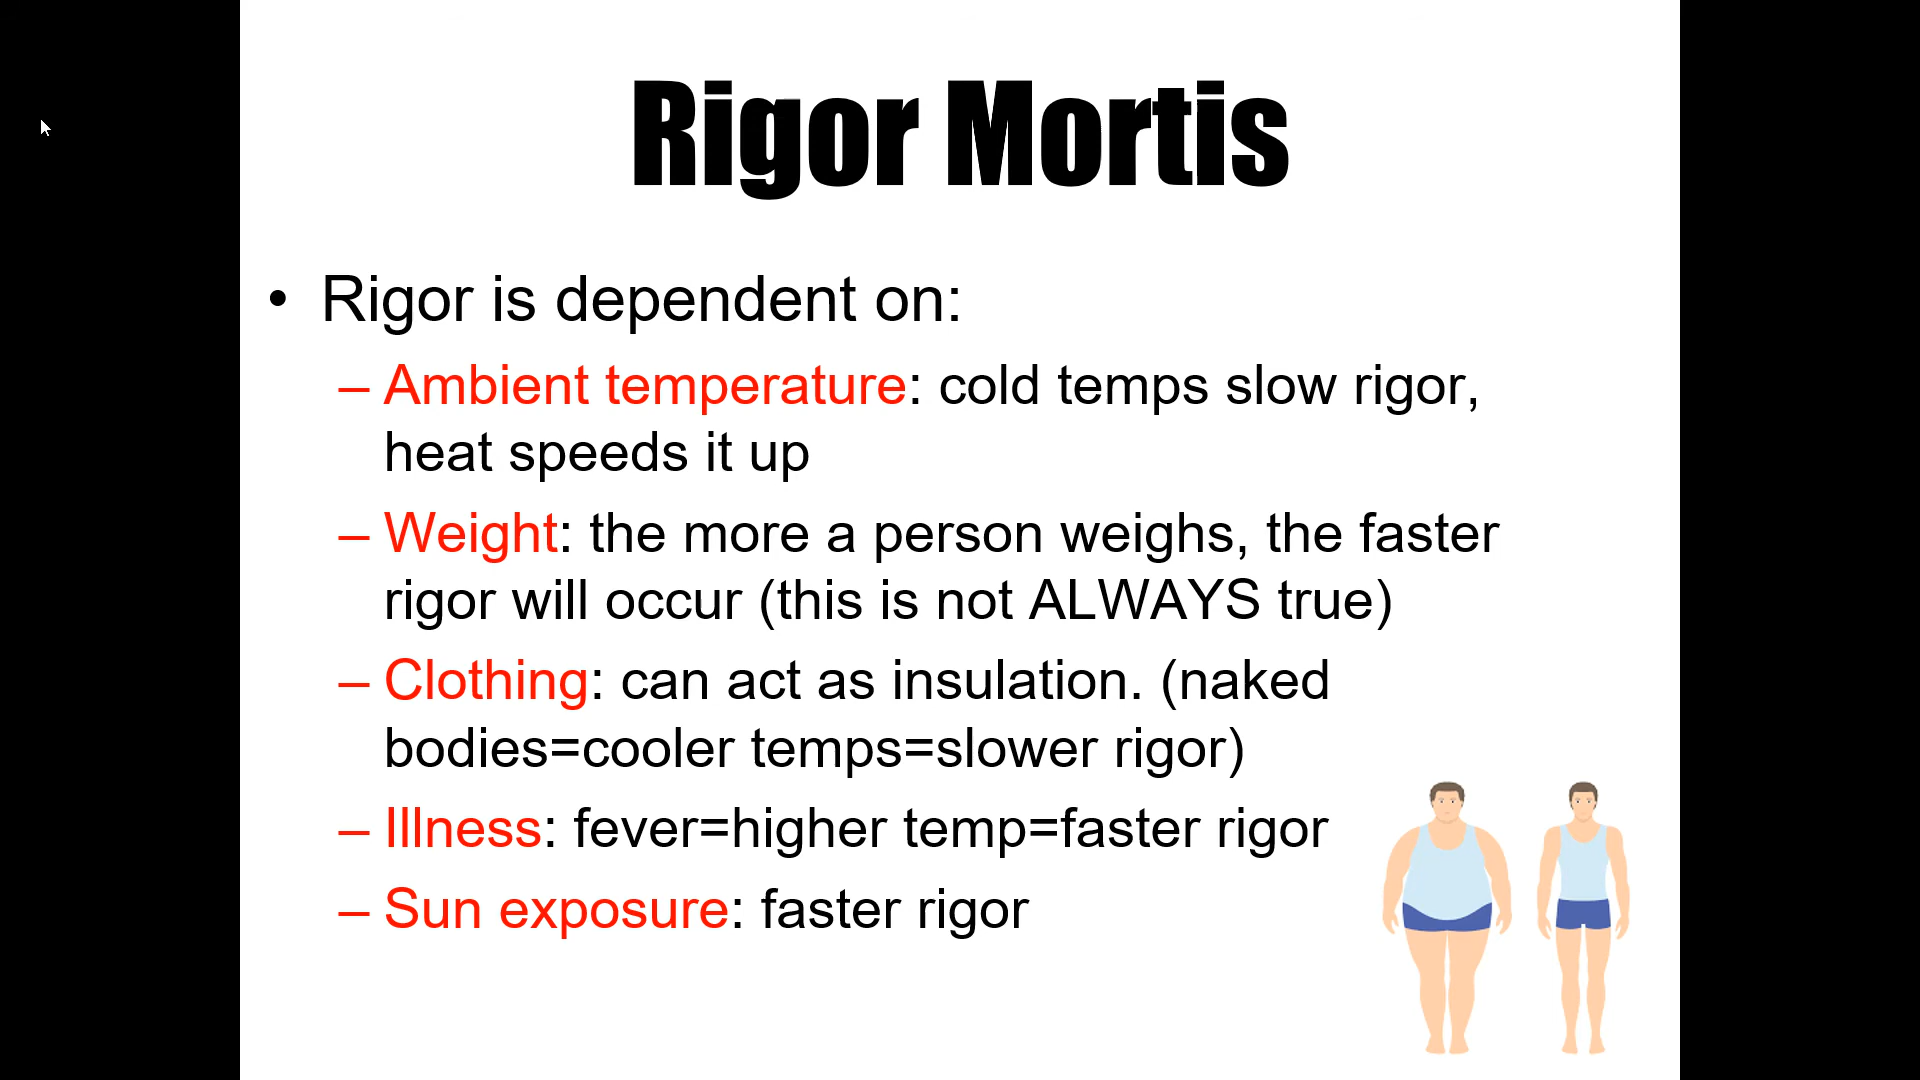 Rigor Mortis
• Rigor is dependent on:
– Ambient temperature: cold temps slow rigor,
heat speeds it up
– Weight: the more a person weighs, the faster
rigor will occur (this is not ALWAYS true)
– Clothing: can act as insulation. (naked
bodies=cooler temps=slower rigor)
– Illness: fever=higher temp=faster rigor
– Sun exposure: faster rigor